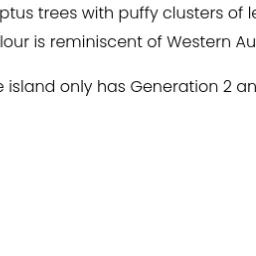 ptus trees with puffy clusters of le
lour is reminiscent of Western Au
e island only has Generation 2 an